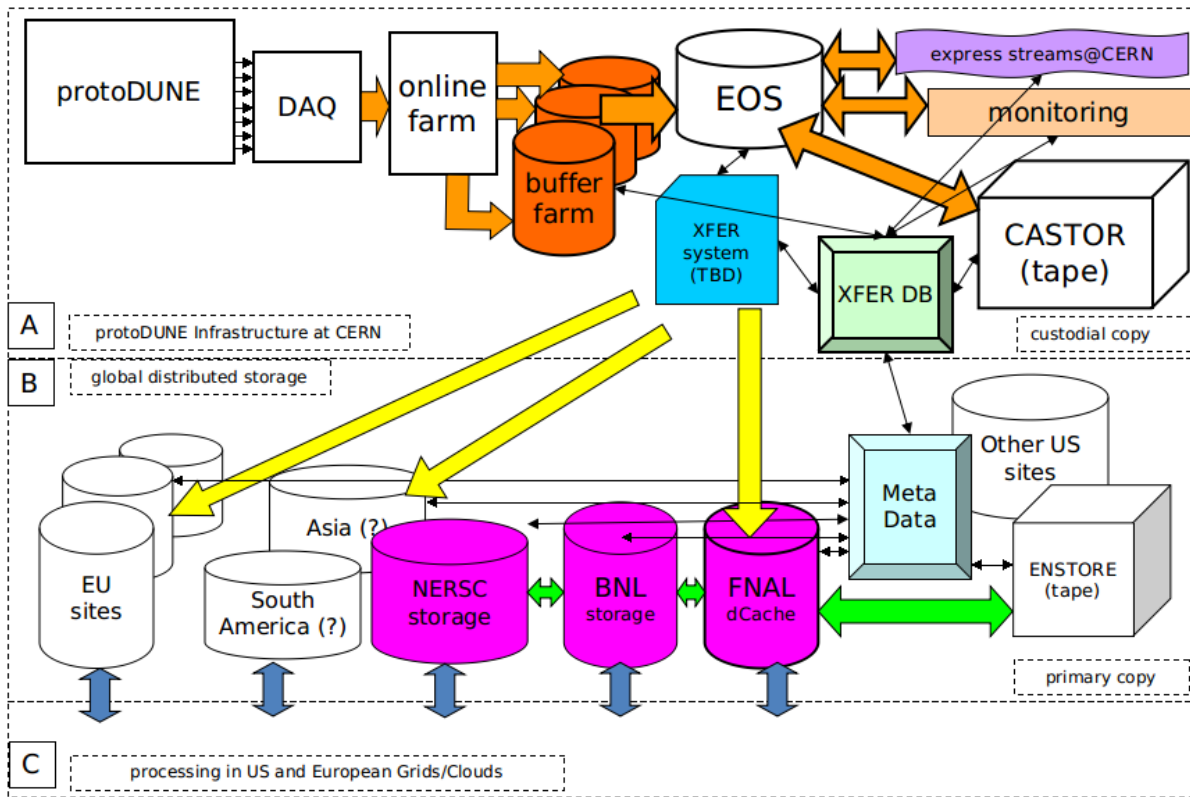 protoDUNE
DAQ
online
farm
buffer
farm
EOS
express streams@CERN
monitoring
XFER
system
(TBD)
XFER DB
CASTOR
(tape)
A
protoDUNE Infrastructure at CERN
custodial copy
B
global distributed storage
EU
sites
Asia (?)
South
America (?)
NERSC
storage
BNL
storage
FNAL
dCache
Meta
Data
Other US
sites
ENSTORE
(tape)
primary copy
C
processing in US and European Grids/Clouds